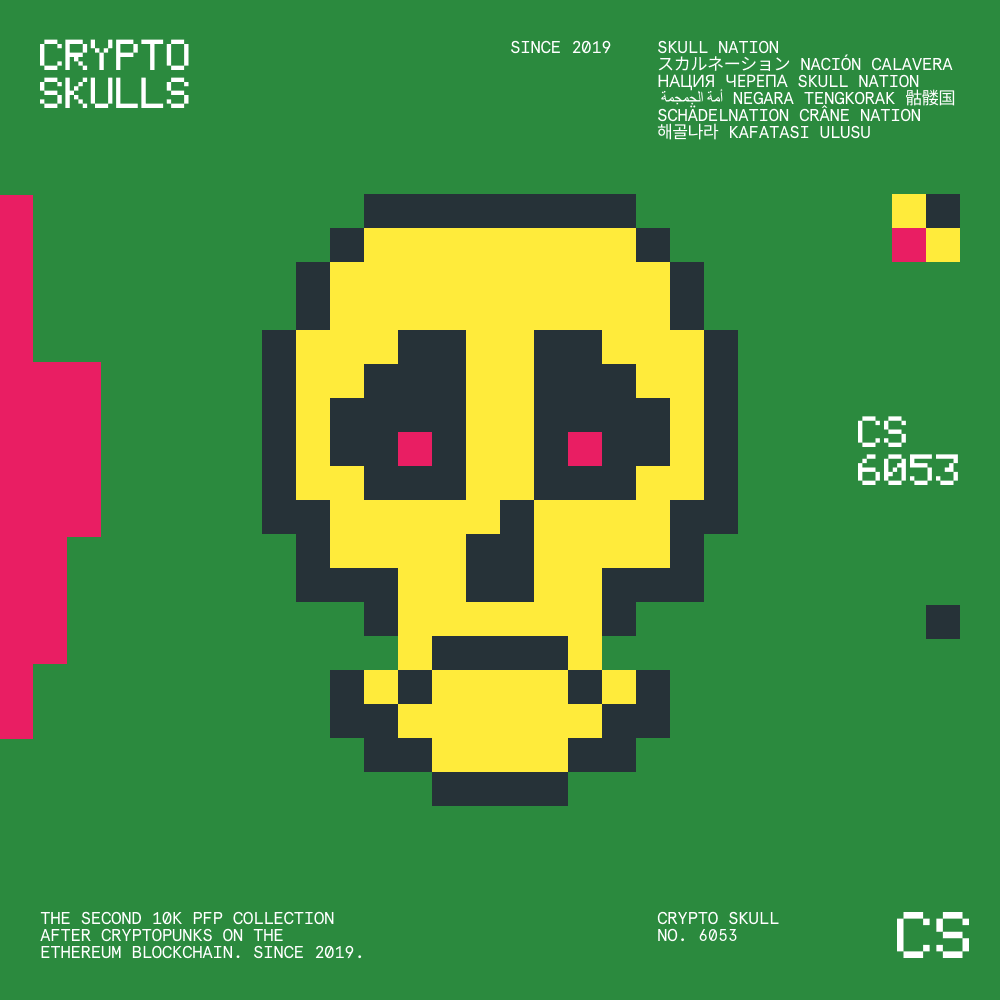 CRYPTO
SKULLS
SINCE 2019
SKULL NATION
スカルネーション NACIÓN CALAVERA
НАЦИЯ ЧЕРЕПА SKULL NATION
أمة الجمجمة NEGARA TENGKORAK 骷髅国
SCHÄDELNATION CRÂNE NATION
해골나라 KAFATASI ULUSU
CS
6053
THE SECOND 10K PFP COLLECTION
AFTER CRYPTOPUNKS ON THE
ETHEREUM BLOCKCHAIN. SINCE 2019.
CRYPTO SKULL
NO. 6053
CS